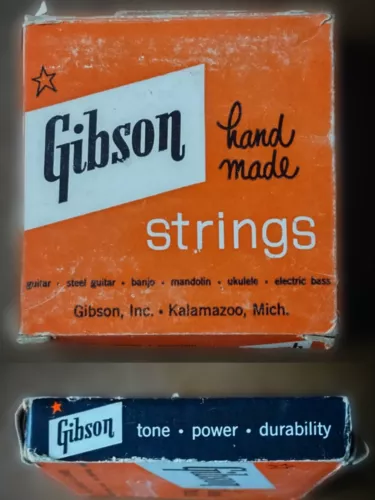 Gibson
hand
made
strings
guitar • steel guitar • banjo • mandolin • ukulele • electric bass
Gibson, Inc. • Kalamazoo, Mich.
Gibson
tone • power • durability
Gibson